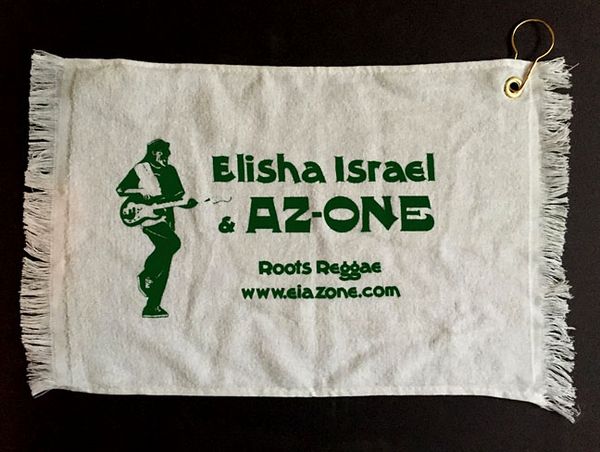 Elisha Israel
& AZ-ONE
Roots Reggae
www.eiazone.com